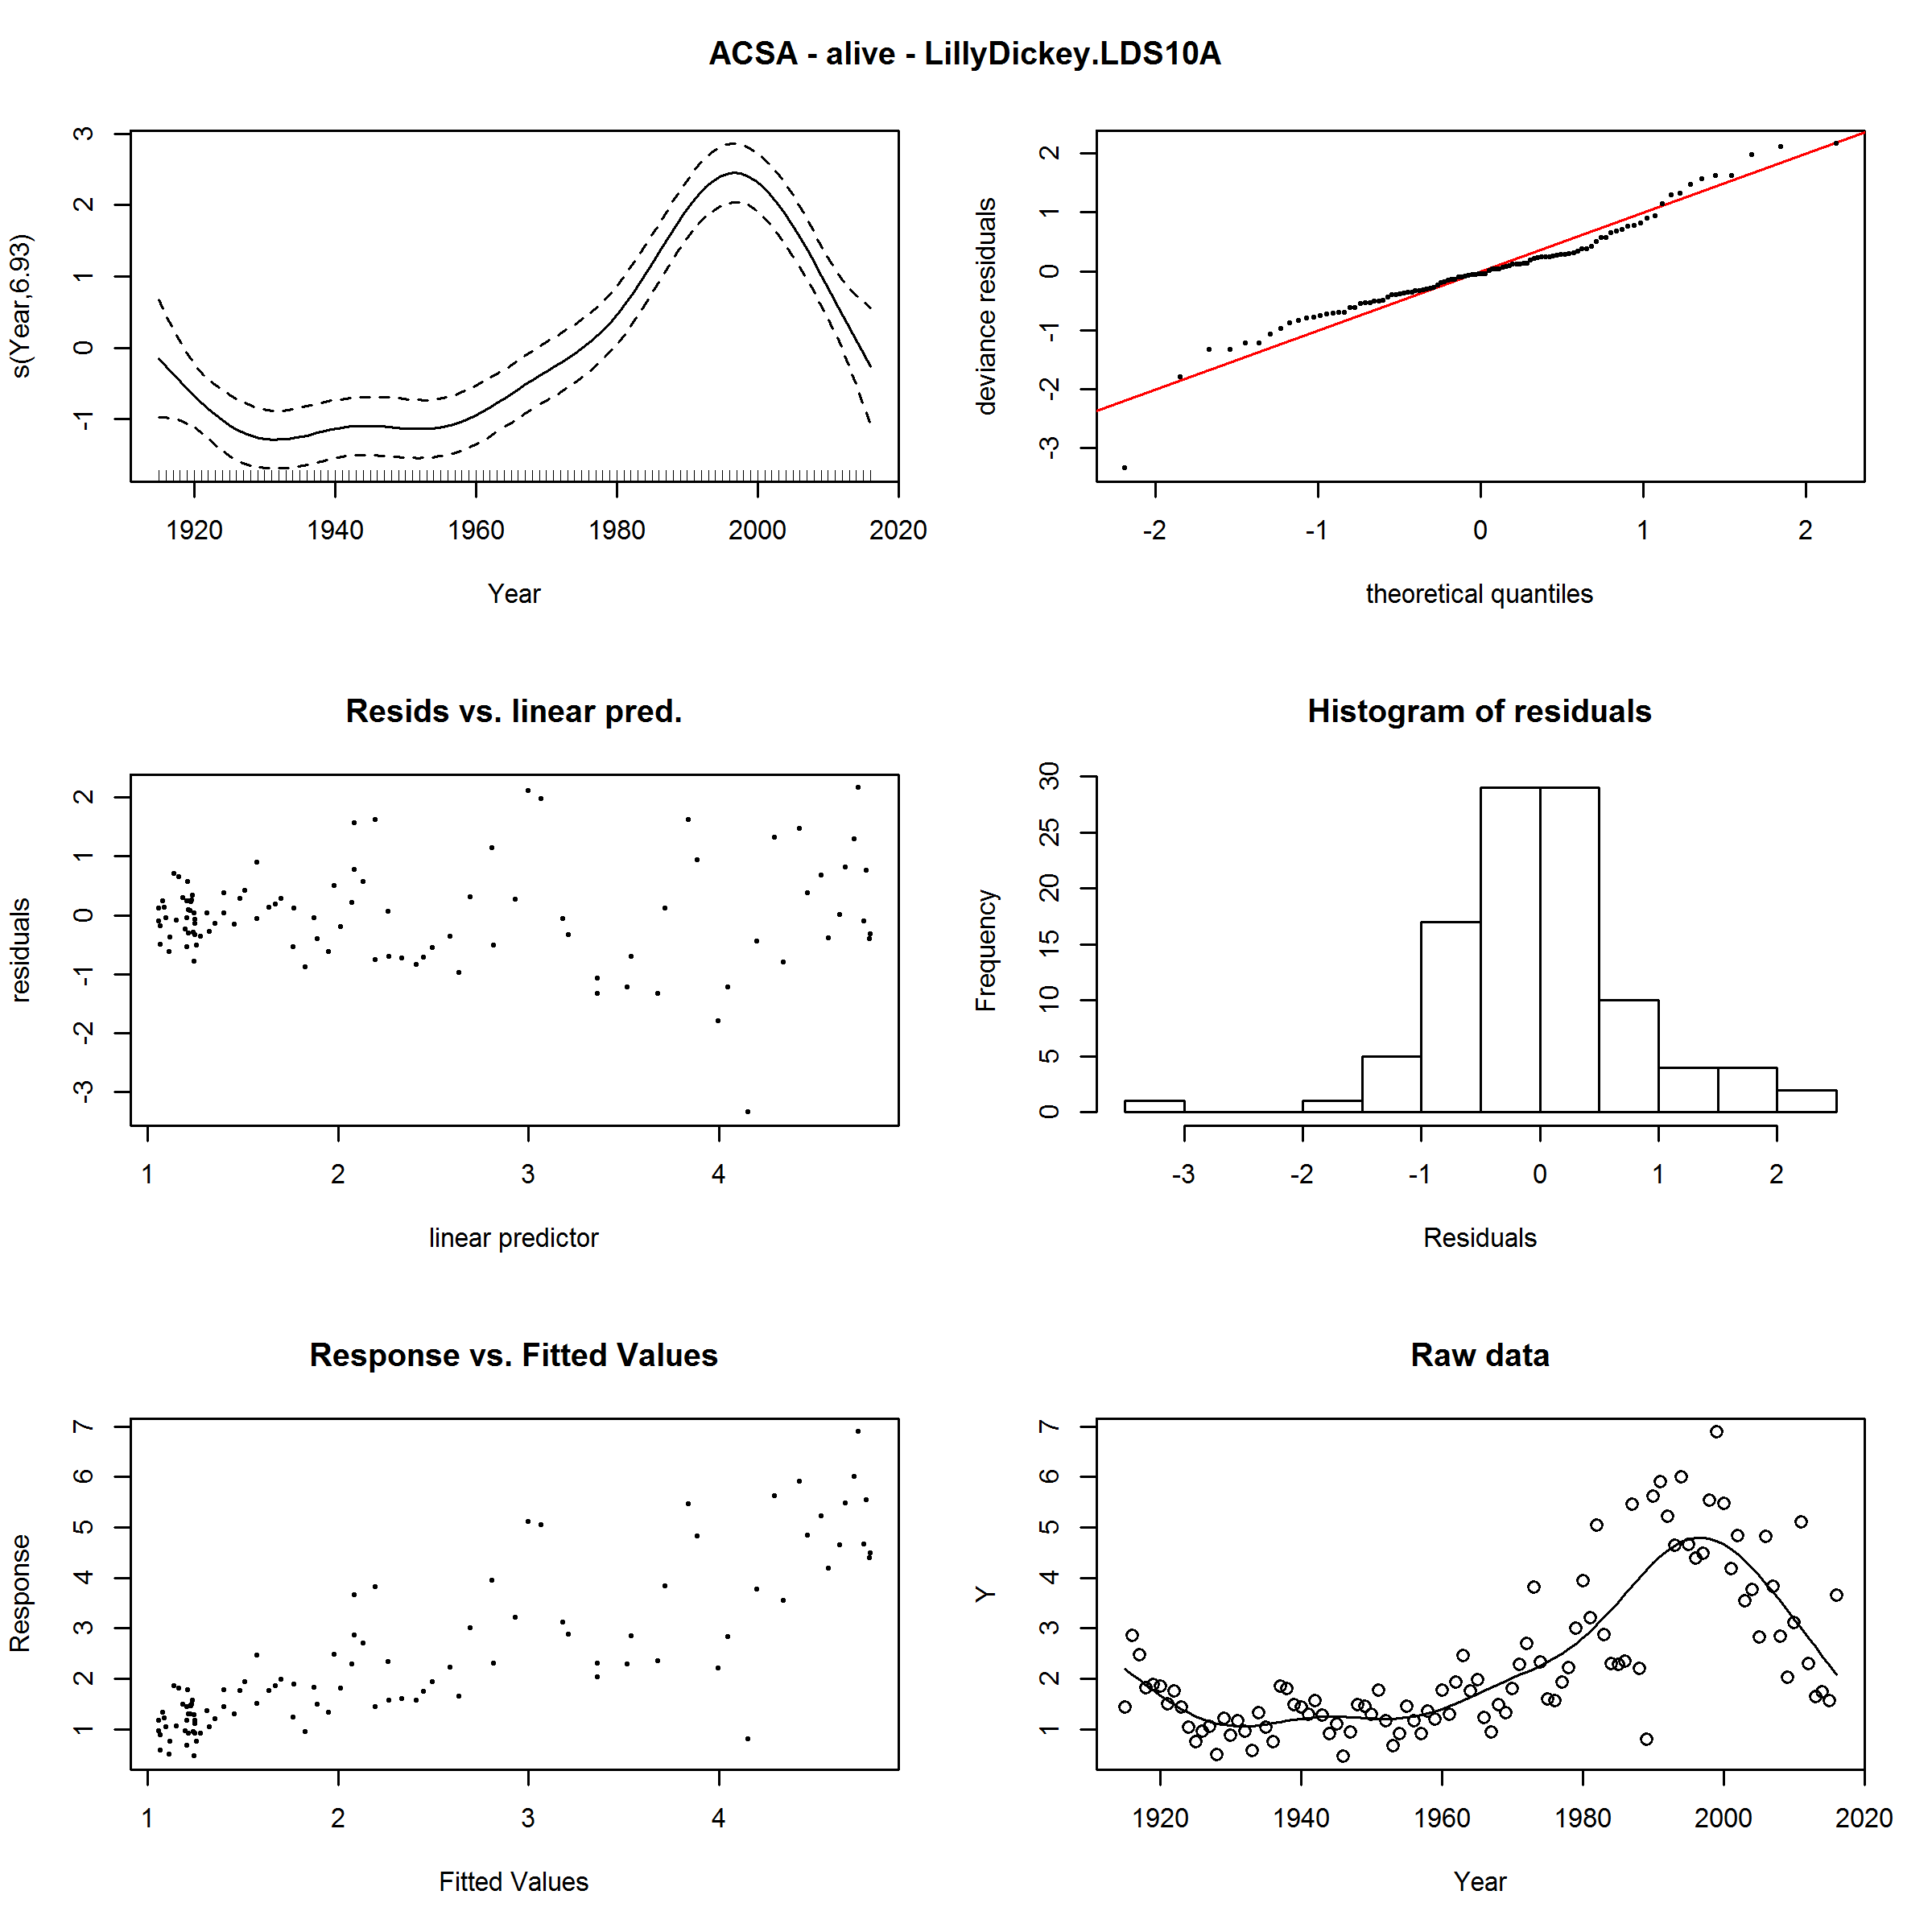 ACSA - alive - LillyDickey.LDS10A
s(Year,6.93)
3
2
1
0
-1
1920 1940 1960 1980 2000 2020
Year
deviance residuals
2
1
0
-1
-2
-3
-2 -1 0 1 2
theoretical quantiles
Resids vs. linear pred.
residuals
2
1
0
-1
-2
-3
1 2 3 4
linear predictor
Histogram of residuals
Frequency
30
25
20
15
10
5
0
-3 -2 -1 0 1 2
Residuals
Response vs. Fitted Values
Response
7
6
5
4
3
2
1
1 2 3 4
Fitted Values
Raw data
Y
7
6
5
4
3
2
1
1920 1940 1960 1980 2000 2020
Year